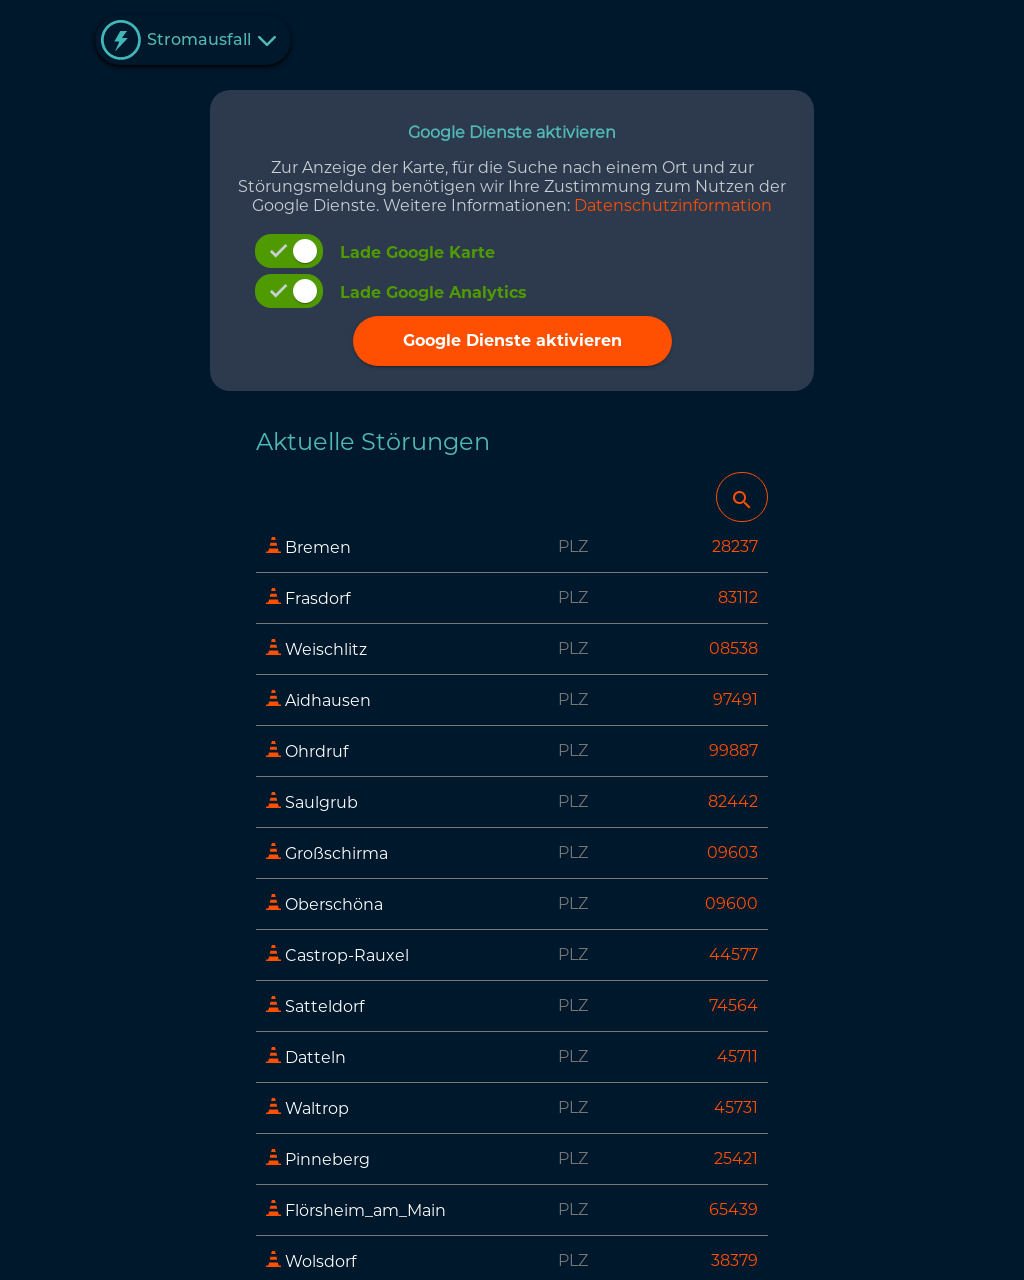 Stromausfall
Google Dienste aktivieren
Zur Anzeige der Karte, für die Suche nach einem Ort und zur
Störungsmeldung benötigen wir Ihre Zustimmung zum Nutzen der
Google Dienste. Weitere Informationen: Datenschutzinformation
Lade Google Karte
Lade Google Analytics
Google Dienste aktivieren
Aktuelle Störungen
Bremen PLZ 28237
Frasdorf PLZ 83112
Weischlitz PLZ 08538
Aidhausen PLZ 97491
Ohrdruf PLZ 99887
Saulgrub PLZ 82442
Großschirma PLZ 09603
Oberschöna PLZ 09600
Castrop-Rauxel PLZ 44577
Satteldorf PLZ 74564
Datteln PLZ 45711
Waltrop PLZ 45731
Pinneberg PLZ 25421
Flörsheim_am_Main PLZ 65439
Wolsdorf PLZ 38379